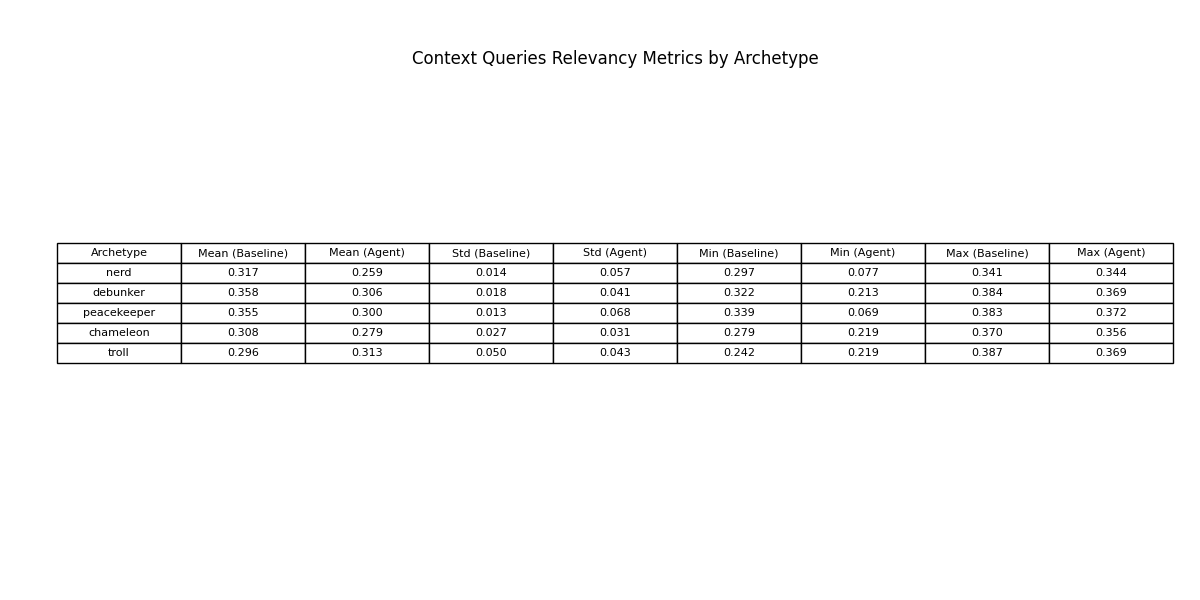 Context Queries Relevancy Metrics by Archetype
Archetype Mean (Baseline) Mean (Agent) Std (Baseline) Std (Agent) Min (Baseline) Min (Agent) Max (Baseline) Max (Agent)
nerd 0.317 0.259 0.014 0.057 0.297 0.077 0.341 0.344
debunker 0.358 0.306 0.018 0.041 0.322 0.213 0.384 0.369
peacekeeper 0.355 0.300 0.013 0.068 0.339 0.069 0.383 0.372
chameleon 0.308 0.279 0.027 0.031 0.279 0.219 0.370 0.356
troll 0.296 0.313 0.050 0.043 0.242 0.219 0.387 0.369